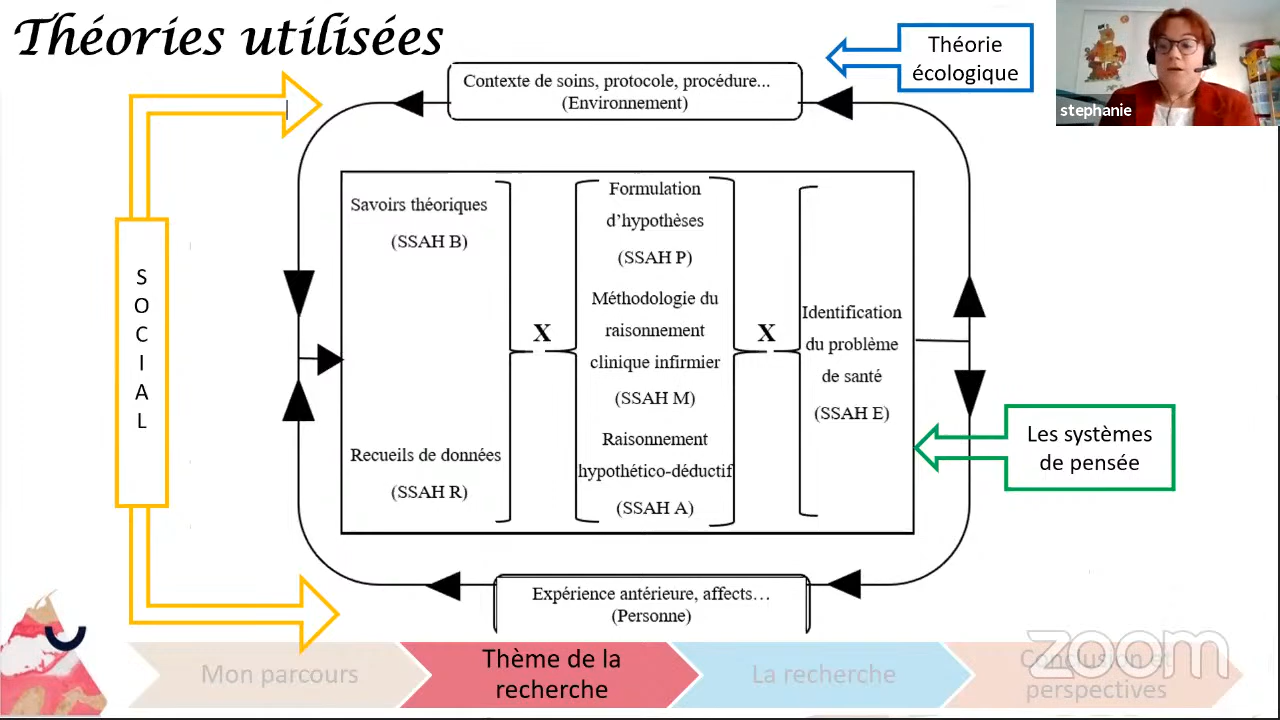 Théories utilisées
Théorie
écologique
stephanie
Contexte de soins, protocole, procédure...
(Environnement)
S
O
C
I
A
L
Savoirs théoriques
(SSAH B)
Recueils de données
(SSAH R)
X
Formulation
d’hypothèses
(SSAH P)
Méthodologie du
raisonnement
clinique infirmier
(SSAH M)
Raisonnement
hypothético-déductif
(SSAH A)
X
Identification
du problème
de santé
(SSAH E)
Les systèmes
de pensée
Expérience antérieure, affects…
(Personne)
Mon parcours
Thème de la
recherche
La recherche
Conclusion et
perspectives
zoom